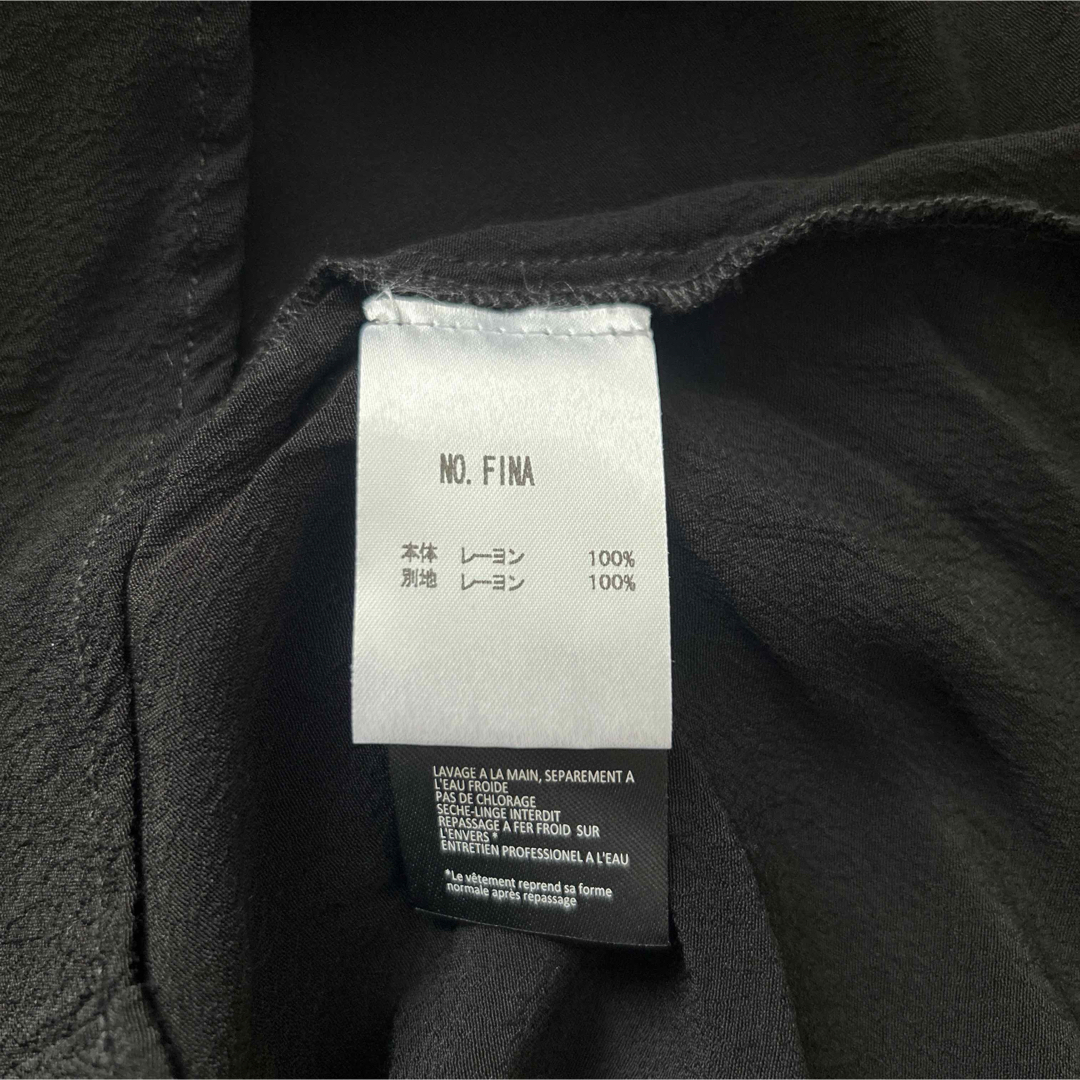 NO. FINA
本体 レーヨン 100%
別地 レーヨン 100%
LAVAGE A LA MAIN, SEPAREMENT A
L'EAU FROIDE
PAS DE CHLORAGE
SECHE-LINGE INTERDIT
REPASSAGE A FER FROID SUR
L'ENVERS *
ENTRETIEN PROFESSIONEL A L'EAU
*Le vêtement reprend sa forme
normale après repassage